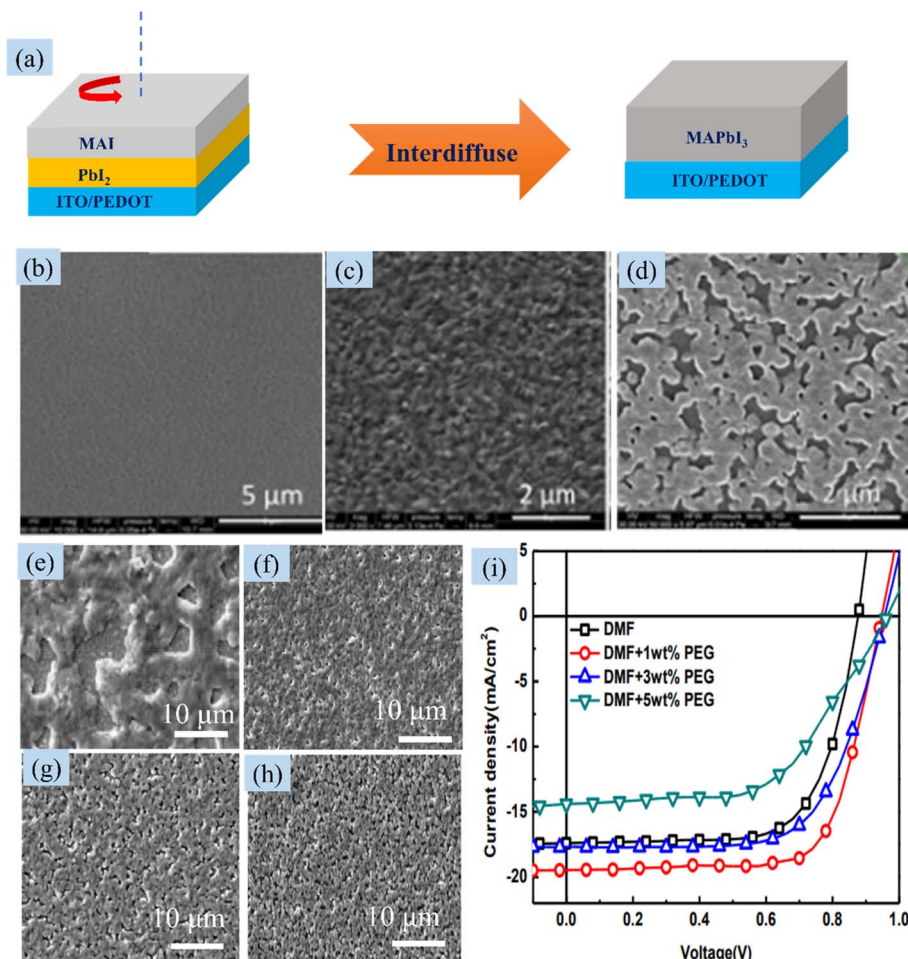 (a)
MAI
PbI₂
ITO/PEDOT
Interdiffuse
MAPbI₃
ITO/PEDOT
(b)
5 μm
(c)
2 μm
(d)
2 μm
(e)
10 μm
(f)
10 μm
(g)
10 μm
(h)
10 μm
(i)
5
0
-5
-10
-15
-20
Current density(mA/cm²)
DMF
DMF+1wt% PEG
DMF+3wt% PEG
DMF+5wt% PEG
0.0 0.2 0.4 0.6 0.8 1.0
Voltage(V)